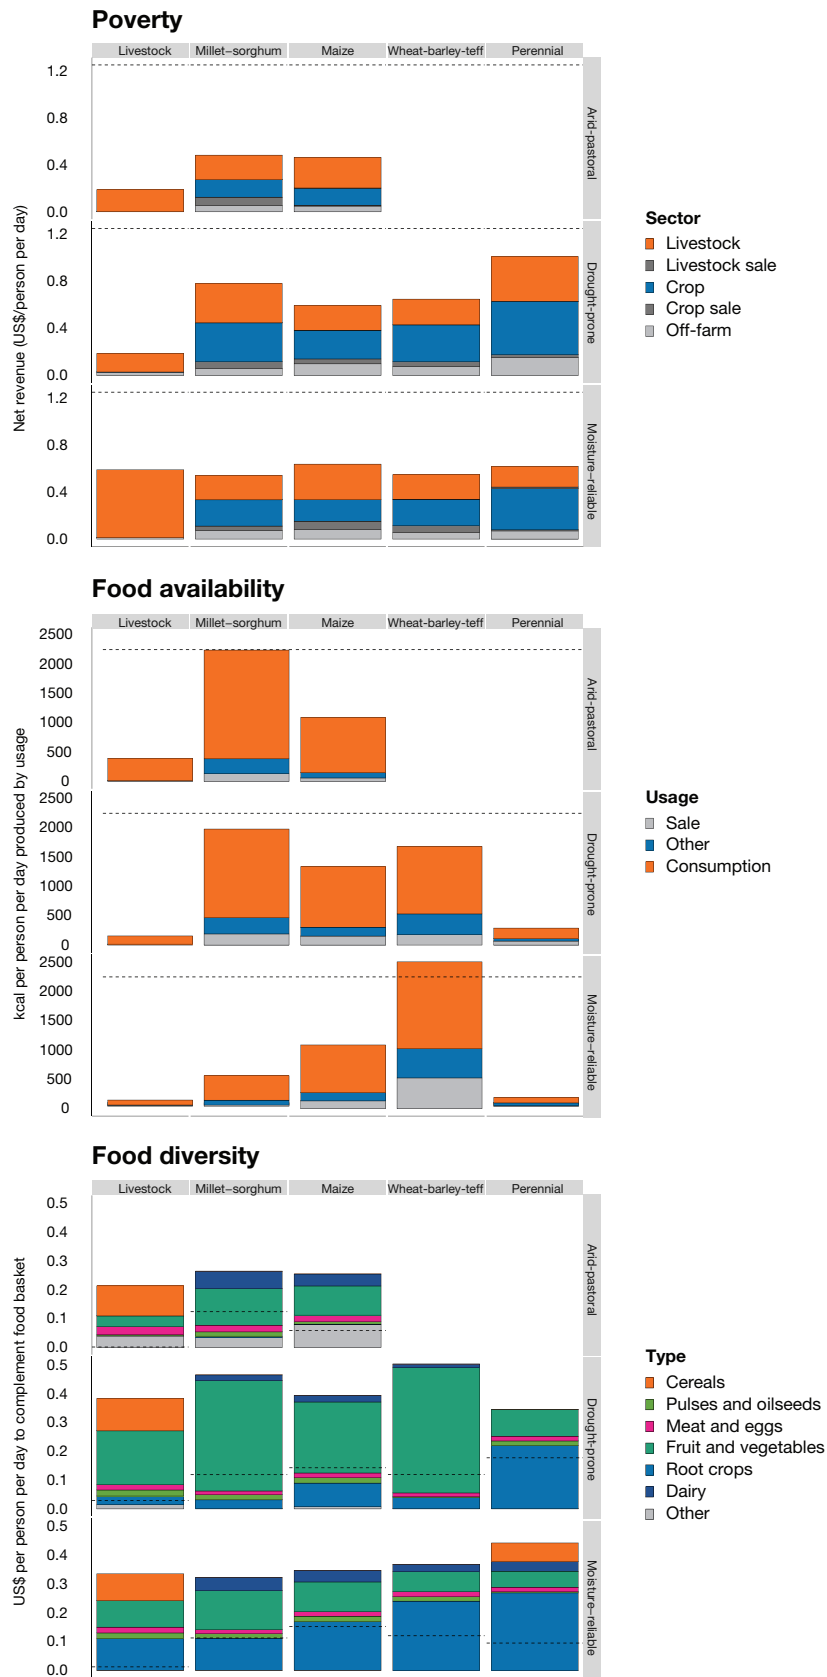 Poverty
Livestock Millet–sorghum Maize Wheat-barley-teff Perennial
Net revenue (US$/person per day)
1.2
0.8
0.4
0.0
Arid-pastoral
1.2
0.8
0.4
0.0
Drought-prone
1.2
0.8
0.4
0.0
Moisture–reliable
Sector
Livestock
Livestock sale
Crop
Crop sale
Off-farm
Food availability
Livestock Millet–sorghum Maize Wheat-barley-teff Perennial
kcal per person per day produced by usage
2500
2000
1500
1000
500
0
Arid-pastoral
2500
2000
1500
1000
500
0
Drought-prone
2500
2000
1500
1000
500
0
Moisture–reliable
Usage
Sale
Other
Consumption
Food diversity
Livestock Millet–sorghum Maize Wheat-barley-teff Perennial
US$ per person per day to complement food basket
0.5
0.4
0.3
0.2
0.1
0.0
Arid-pastoral
0.5
0.4
0.3
0.2
0.1
0.0
Drought-prone
0.5
0.4
0.3
0.2
0.1
0.0
Moisture–reliable
Type
Cereals
Pulses and oilseeds
Meat and eggs
Fruit and vegetables
Root crops
Dairy
Other